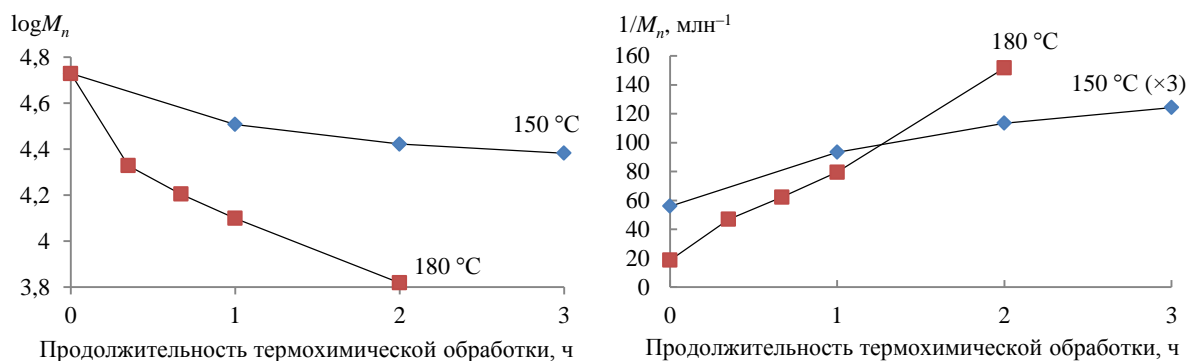 logMn
4,8
4,6
4,4
4,2
4
3,8
150 °C
180 °C
0
1
2
3
Продолжительность термохимической обработки, ч
1/Mn, млн–1
160
140
120
100
80
60
40
20
0
180 °C
150 °C (×3)
0
1
2
3
Продолжительность термохимической обработки, ч